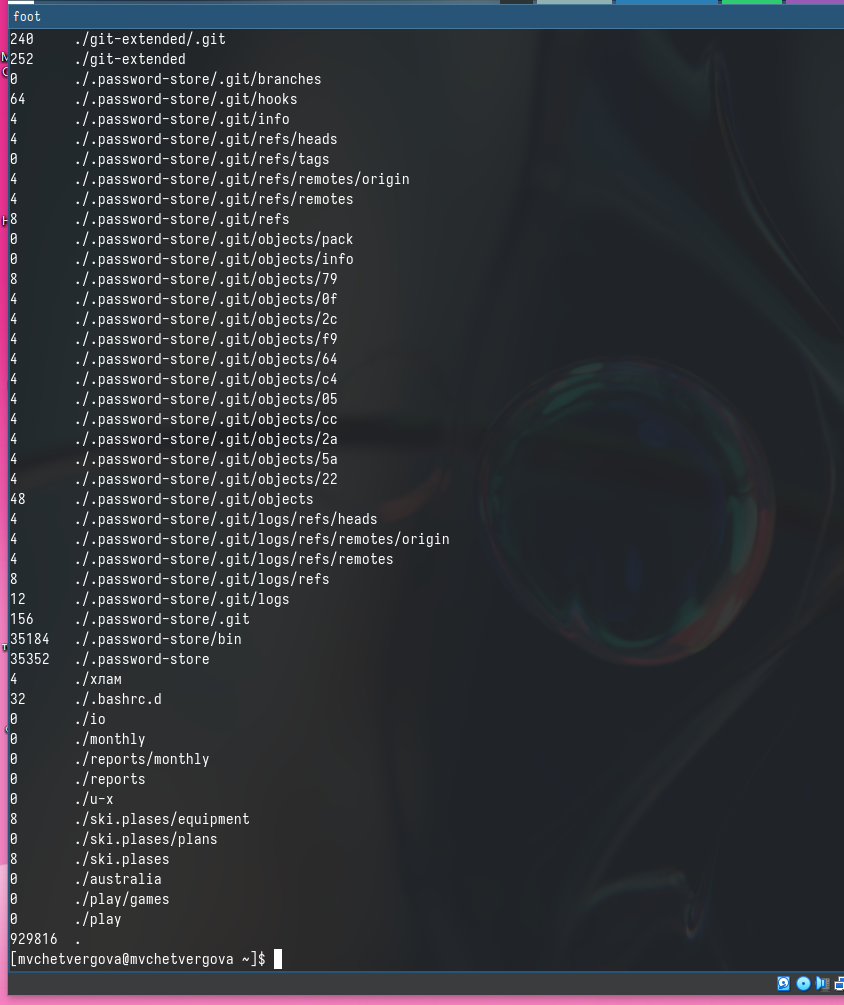 foot
240 ./git-extended/.git
252 ./git-extended
0 ./.password-store/.git/branches
64 ./.password-store/.git/hooks
4 ./.password-store/.git/info
4 ./.password-store/.git/refs/heads
0 ./.password-store/.git/refs/tags
4 ./.password-store/.git/refs/remotes/origin
4 ./.password-store/.git/refs/remotes
8 ./.password-store/.git/refs
0 ./.password-store/.git/objects/pack
0 ./.password-store/.git/objects/info
8 ./.password-store/.git/objects/79
4 ./.password-store/.git/objects/0f
4 ./.password-store/.git/objects/2c
4 ./.password-store/.git/objects/f9
4 ./.password-store/.git/objects/64
4 ./.password-store/.git/objects/c4
4 ./.password-store/.git/objects/05
4 ./.password-store/.git/objects/cc
4 ./.password-store/.git/objects/2a
4 ./.password-store/.git/objects/5a
4 ./.password-store/.git/objects/22
48 ./.password-store/.git/objects
4 ./.password-store/.git/logs/refs/heads
4 ./.password-store/.git/logs/refs/remotes/origin
4 ./.password-store/.git/logs/refs/remotes
8 ./.password-store/.git/logs/refs
12 ./.password-store/.git/logs
156 ./.password-store/.git
35184 ./.password-store/bin
35352 ./.password-store
4 ./хлам
32 ./.bashrc.d
0 ./io
0 ./monthly
0 ./reports/monthly
0 ./reports
0 ./u-x
8 ./ski.plases/equipment
0 ./ski.plases/plans
8 ./ski.plases
0 ./australia
0 ./play/games
0 ./play
929816 .
[mvchetvergova@mvchetvergova ~]$